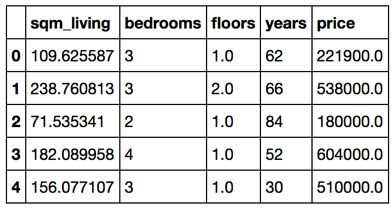 sqm_living bedrooms floors years price
0 109.625587 3 1.0 62 221900.0
1 238.760813 3 2.0 66 538000.0
2 71.535341 2 1.0 84 180000.0
3 182.089958 4 1.0 52 604000.0
4 156.077107 3 1.0 30 510000.0